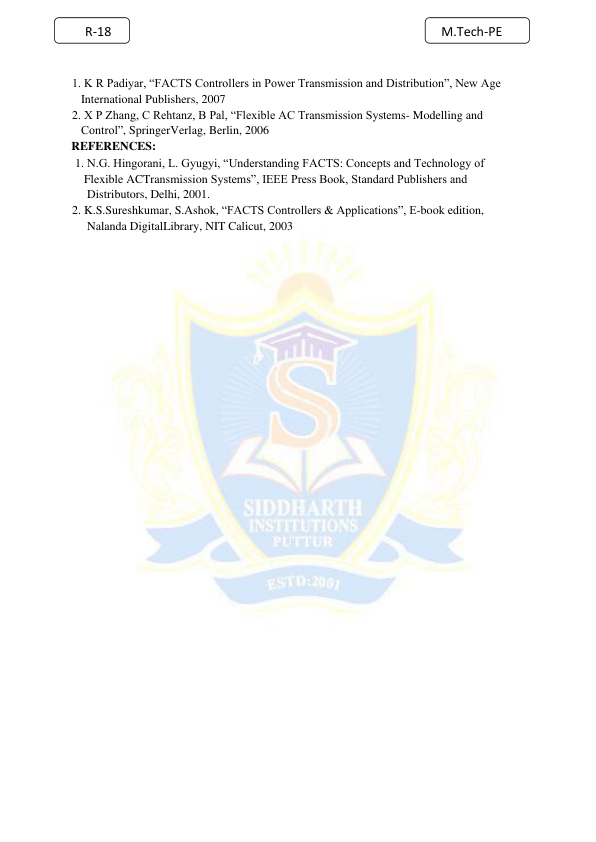 R-18
M.Tech-PE
1. K R Padiyar, “FACTS Controllers in Power Transmission and Distribution”, New Age
International Publishers, 2007
2. X P Zhang, C Rehtanz, B Pal, “Flexible AC Transmission Systems- Modelling and
Control”, SpringerVerlag, Berlin, 2006
REFERENCES:
1. N.G. Hingorani, L. Gyugyi, “Understanding FACTS: Concepts and Technology of
Flexible ACTransmission Systems”, IEEE Press Book, Standard Publishers and
Distributors, Delhi, 2001.
2. K.S.Sureshkumar, S.Ashok, “FACTS Controllers & Applications”, E-book edition,
Nalanda DigitalLibrary, NIT Calicut, 2003
S
SIDDHARTH
INSTITUTIONS
PUTTUR
ESTD:2001